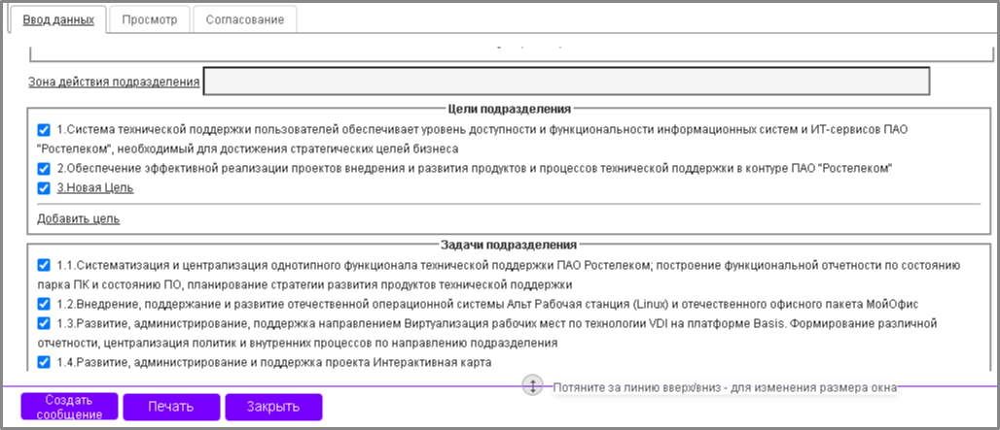 Ввод данных Просмотр Согласование
Зона действия подразделения
Цели подразделения
1.Система технической поддержки пользователей обеспечивает уровень доступности и функциональности информационных систем и ИТ-сервисов ПАО
"Ростелеком", необходимый для достижения стратегических целей бизнеса
2.Обеспечение эффективной реализации проектов внедрения и развития продуктов и процессов технической поддержки в контуре ПАО "Ростелеком"
3.Новая Цель
Добавить цель
Задачи подразделения
1.1.Систематизация и централизация однотипного функционала технической поддержки ПАО Ростелеком; построение функциональной отчетности по состоянию
парка ПК и состоянию ПО, планирование стратегии развития продуктов технической поддержки
1.2.Внедрение, поддержание и развитие отечественной операционной системы Альт Рабочая станция (Linux) и отечественного офисного пакета МойОфис
1.3.Развитие, администрирование, поддержка направлением Виртуализация рабочих мест по технологии VDI на платформе Basis. Формирование различной
отчетности, централизация политик и внутренних процессов по направлению подразделения
1.4.Развитие, администрирование и поддержка проекта Интерактивная карта
Потяните за линию вверх/вниз - для изменения размера окна
Создать
сообщение
Печать
Закрыть